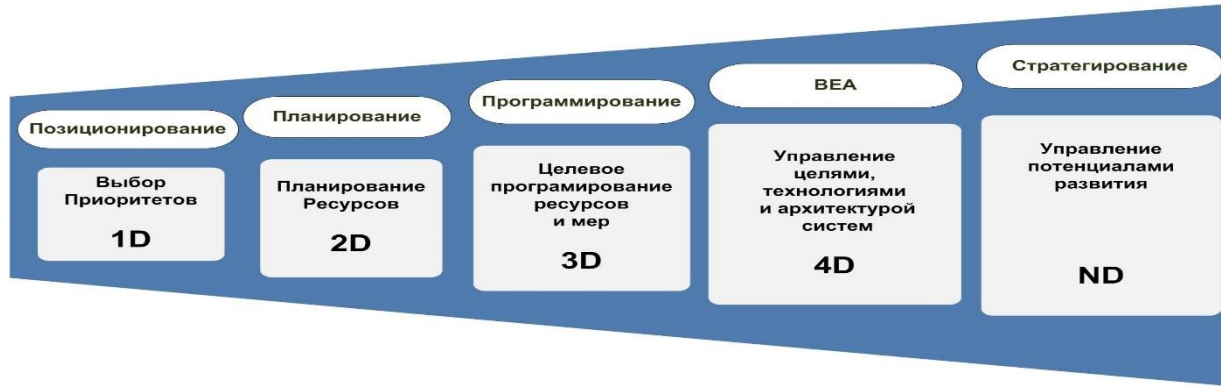 Позиционирование
Выбор
Приоритетов
1D
Планирование
Планирование
Ресурсов
2D
Программирование
Целевое
програмирование
ресурсов
и мер
3D
BEA
Управление
целями,
технологиями
и архитектурой
систем
4D
Стратегирование
Управление
потенциалами
развития
ND